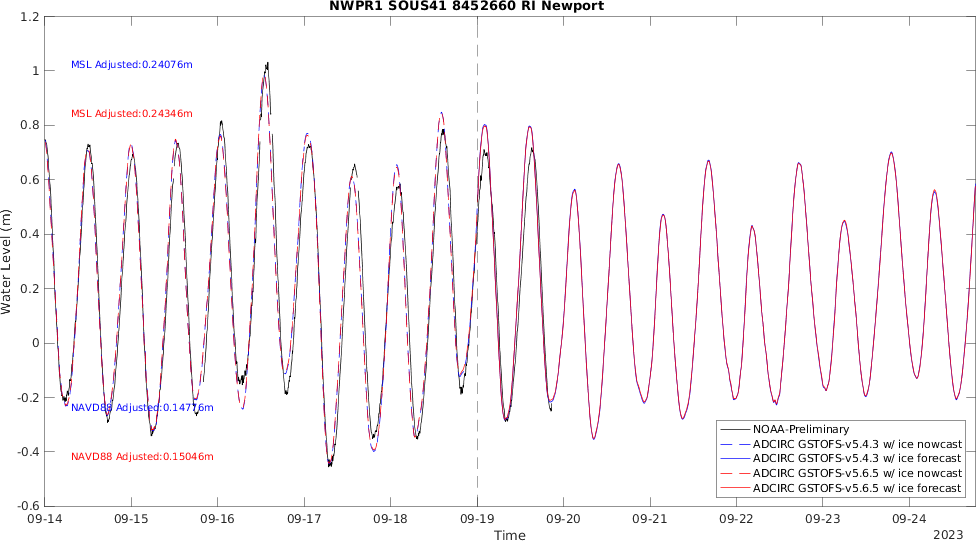 NWPR1 SOUS41 8452660 RI Newport
1.2
1
0.8
0.6
0.4
0.2
0
-0.2
-0.4
-0.6
Water Level (m)
MSL Adjusted:0.24076m
MSL Adjusted:0.24346m
NAVD88 Adjusted:0.14776m
NAVD88 Adjusted:0.15046m
NOAA-Preliminary
ADCIRC GSTOFS-v5.4.3 w/ ice nowcast
ADCIRC GSTOFS-v5.4.3 w/ ice forecast
ADCIRC GSTOFS-v5.6.5 w/ ice nowcast
ADCIRC GSTOFS-v5.6.5 w/ ice forecast
09-14 09-15 09-16 09-17 09-18 09-19 09-20 09-21 09-22 09-23 09-24
Time
2023